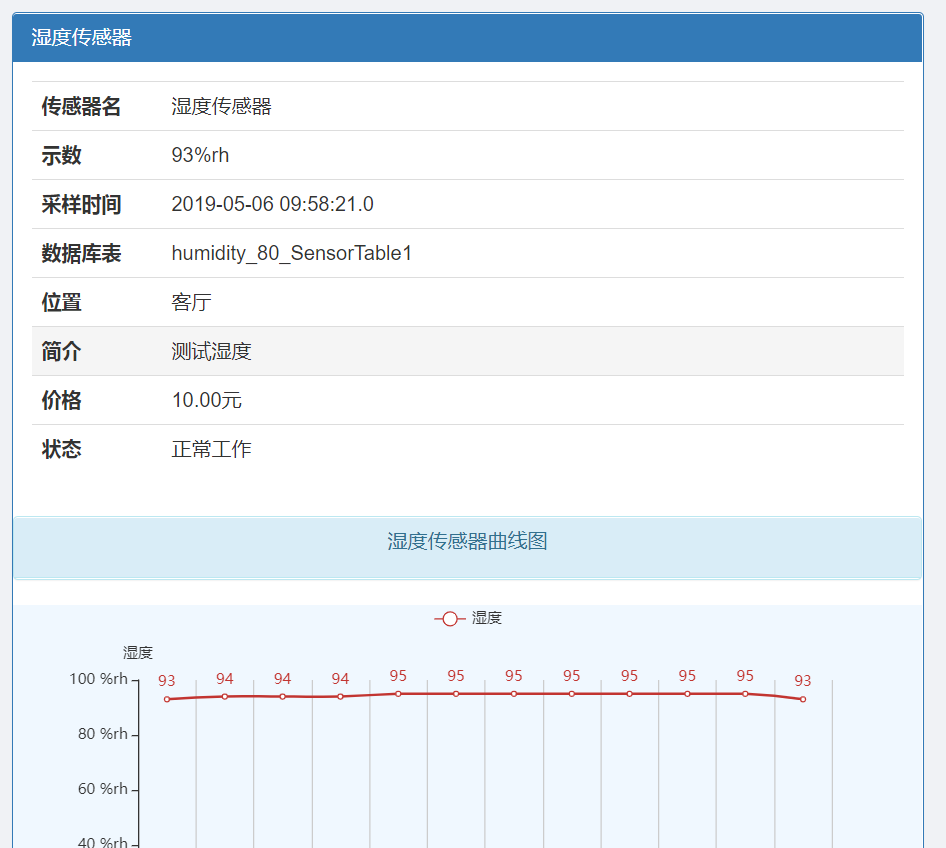 湿度传感器
传感器名 湿度传感器
示数 93%rh
采样时间 2019-05-06 09:58:21.0
数据库表 humidity_80_SensorTable1
位置 客厅
简介 测试湿度
价格 10.00元
状态 正常工作
湿度传感器曲线图
湿度
湿度
100 %rh 93 94 94 94 95 95 95 95 95 95 95 93
80 %rh
60 %rh
40 %rh